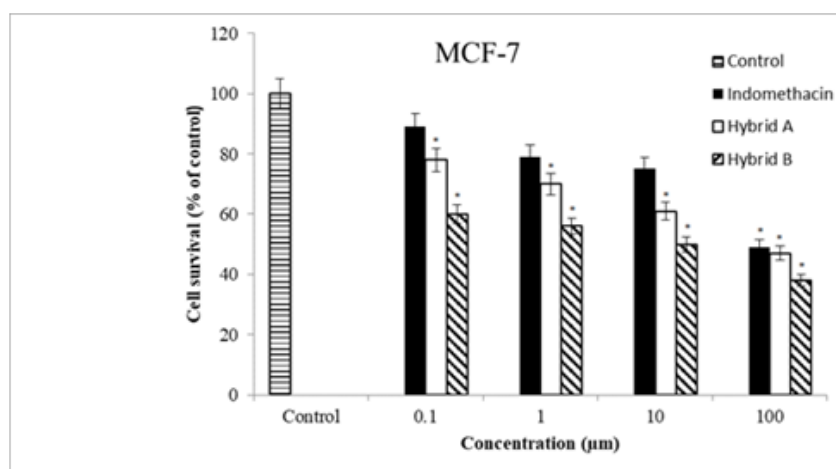 MCF-7
Control
Indomethacin
Hybrid A
Hybrid B
Cell survival (% of control)
120
100
80
60
40
20
0
* * * * * * * * *
Control 0.1 1 10 100
Concentration (µm)